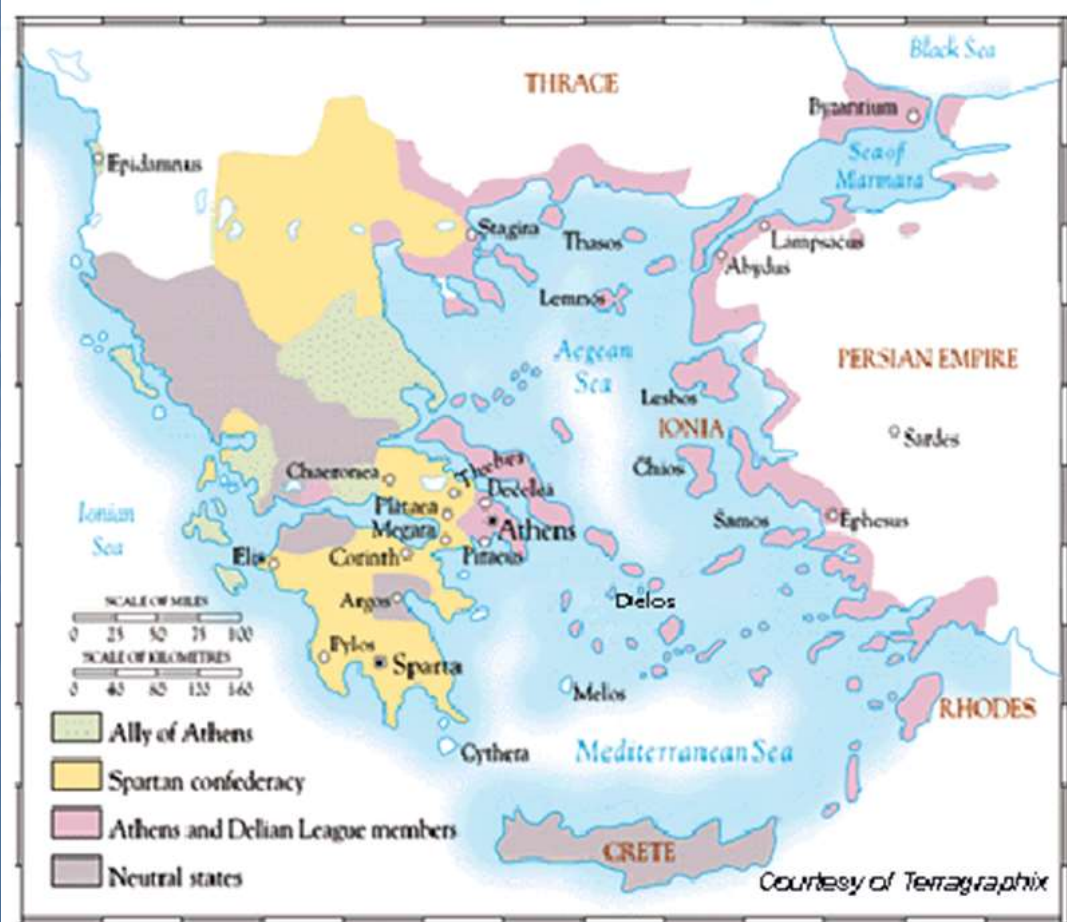 Black Sea
THRACE
Byzantium
Epidamnus
Sea of
Marmara
Stagira
Thasos
Lampsacus
Abydus
Lemnos
Aegean
Sea
PERSIAN EMPIRE
Lesbos
IONIA
Sardes
Chaeronea
Thebes
Chios
Decelea
Plataea
Ionian
Sea
Megara
Athens
Samos
Ephesus
Elis
Corinth
Piraeus
SCALE OF MILES
0 25 50 75 100
Argos
Delos
Pylos
SCALE OF KILOMETRES
0 40 80 120 160
Sparta
Melos
RHODES
Ally of Athens
Cythera
Mediterranean Sea
Spartan confederacy
Athens and Delian League members
CRETE
Neutral states
Courtesy of Terragraphix